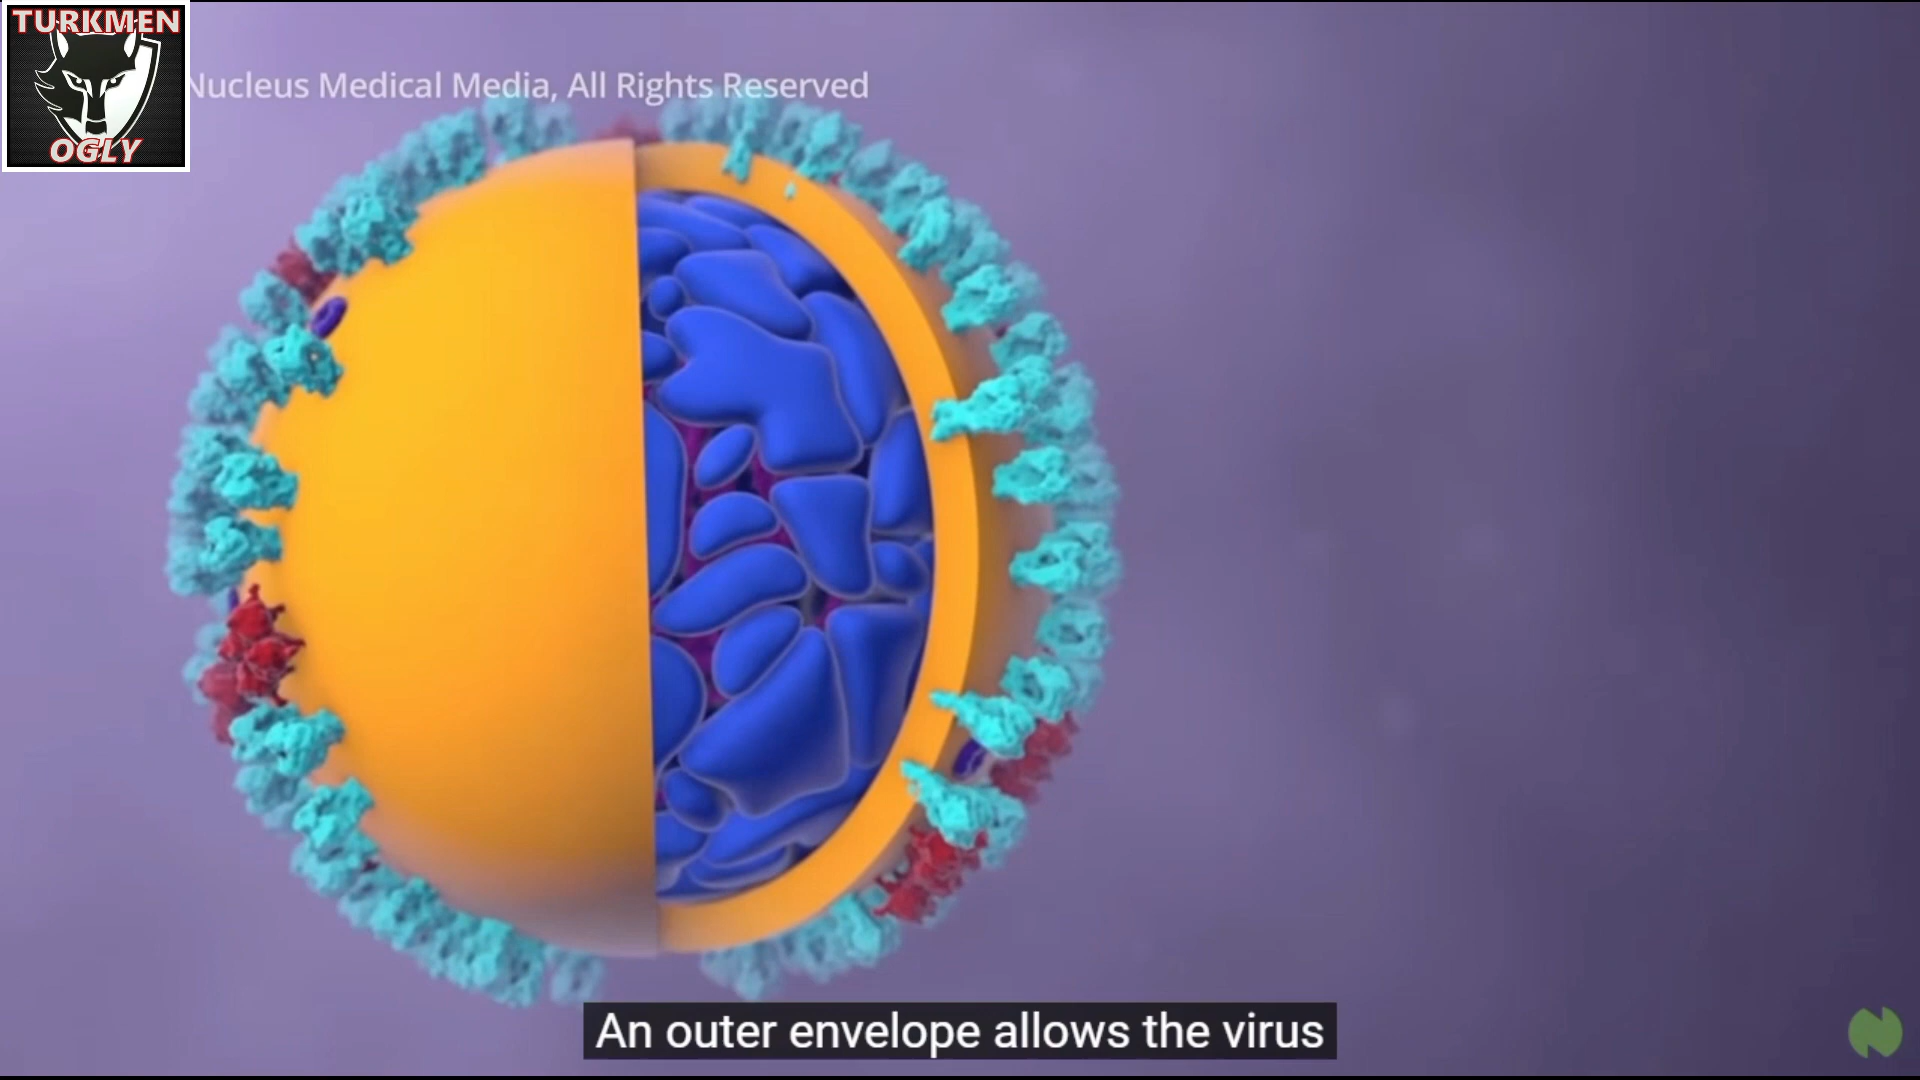 TURKMEN
OGLY
Nucleus Medical Media, All Rights Reserved
An outer envelope allows the virus